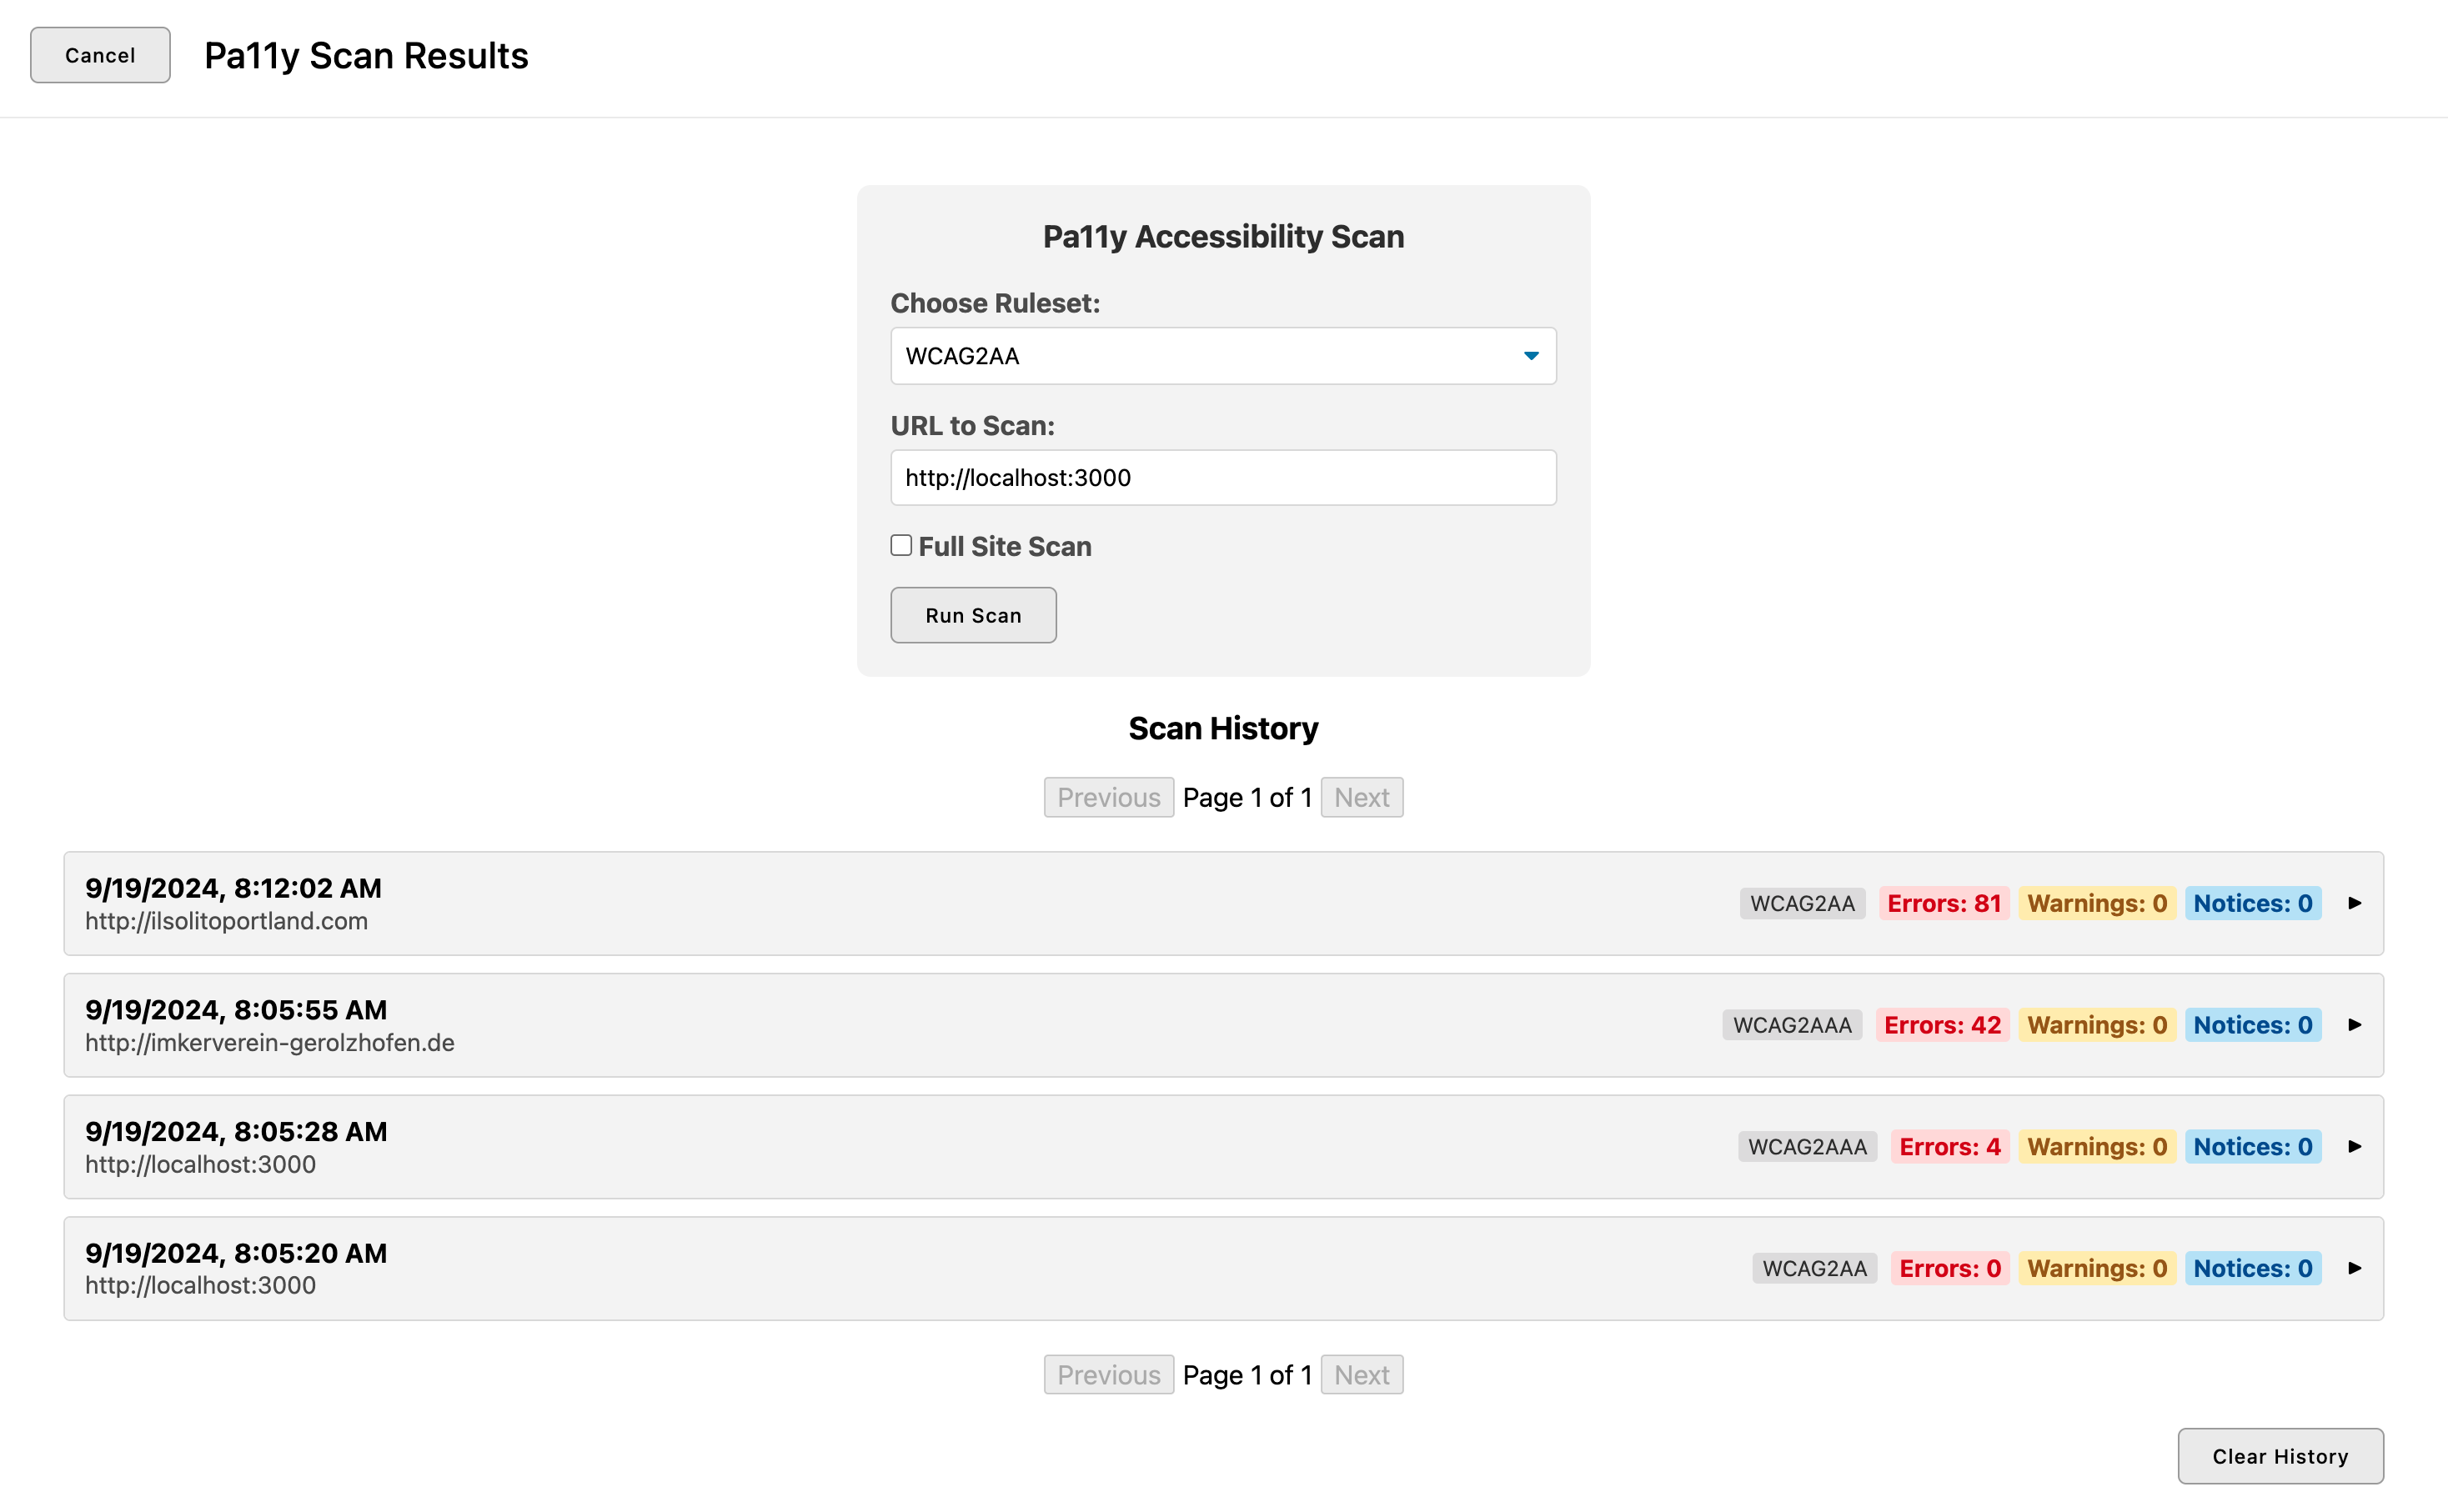 Cancel
Pa11y Scan Results
Pa11y Accessibility Scan
Choose Ruleset:
WCAG2AA
URL to Scan:
http://localhost:3000
Full Site Scan
Run Scan
Scan History
Previous Page 1 of 1 Next
9/19/2024, 8:12:02 AM
http://ilsolitoportland.com
WCAG2AA Errors: 81 Warnings: 0 Notices: 0
9/19/2024, 8:05:55 AM
http://imkerverein-gerolzhofen.de
WCAG2AAA Errors: 42 Warnings: 0 Notices: 0
9/19/2024, 8:05:28 AM
http://localhost:3000
WCAG2AAA Errors: 4 Warnings: 0 Notices: 0
9/19/2024, 8:05:20 AM
http://localhost:3000
WCAG2AA Errors: 0 Warnings: 0 Notices: 0
Previous Page 1 of 1 Next
Clear History